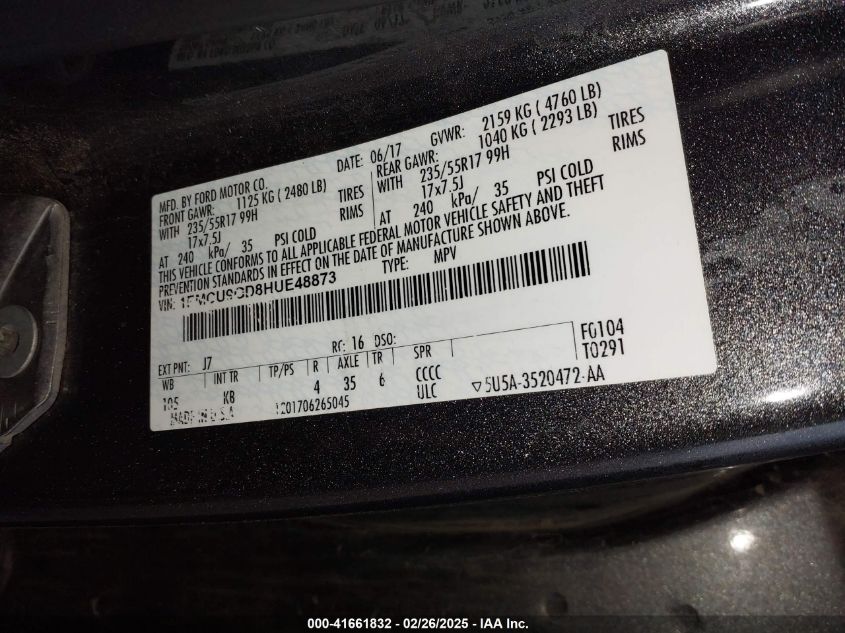 MFD. BY FORD MOTOR CO.
DATE: 06/17 GVWR: 2159 KG ( 4760 LB)
FRONT GAWR: 1125 KG ( 2480 LB) REAR GAWR: 1040 KG ( 2293 LB)
WITH 235/55R17 99H TIRES WITH 235/55R17 99H TIRES
17x7.5J RIMS 17x7.5J RIMS
AT 240 kPa/ 35 PSI COLD AT 240 kPa/ 35 PSI COLD
THIS VEHICLE CONFORMS TO ALL APPLICABLE FEDERAL MOTOR VEHICLE SAFETY AND THEFT
PREVENTION STANDARDS IN EFFECT ON THE DATE OF MANUFACTURE SHOWN ABOVE.
VIN: 1FMCU9GD8HUE48873 TYPE: MPV
EXT PNT: J7 RC: 16 DSO: F0104
WB INT TR TP/PS R AXLE TR SPR T0291
105 KB 4 35 6 CCCC
MADE IN U.S.A 1201706265045 ULC 5U5A-3520472-AA
000-41661832 - 02/26/2025 - IAA Inc.